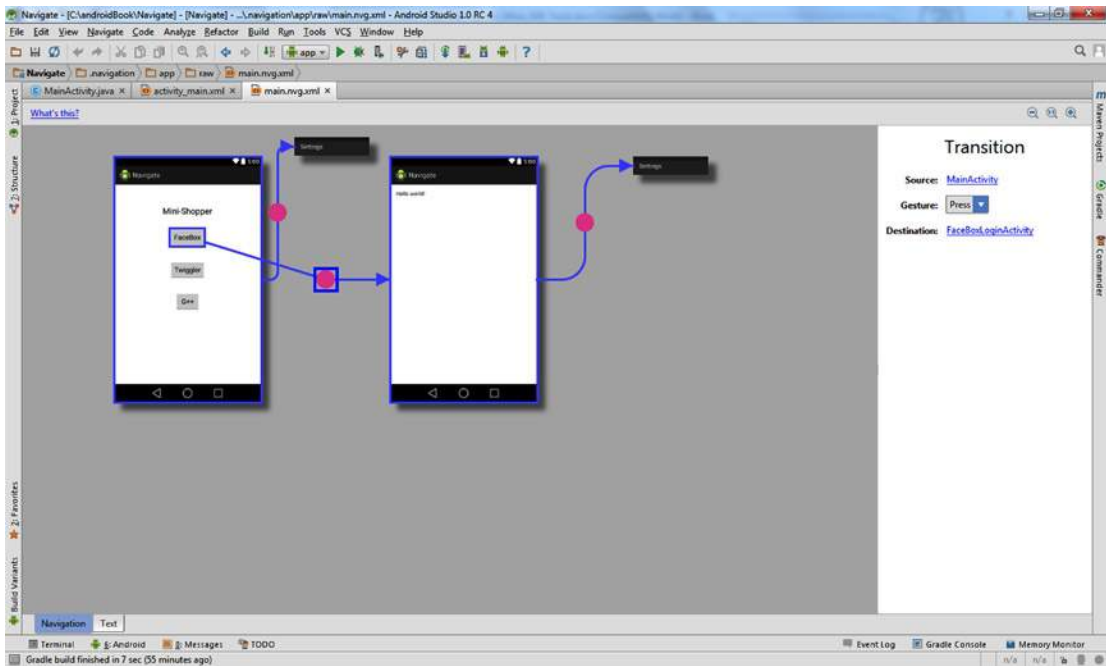 Navigate - [C:\androidBook\Navigate] - [Navigate] - ...\.navigation\app\raw\main.nvg.xml - Android Studio 1.0 RC 4
File Edit View Navigate Code Analyze Refactor Build Run Tools VCS Window Help
app
Navigate .navigation app raw main.nvg.xml
MainActivity.java activity_main.xml main.nvg.xml
What's this?
1: Project
2: Structure
2: Favorites
Build Variants
Navigate
Mini-Shopper
FaceBox
Twiggler
G++
Settings
Navigate
Hello world!
Settings
Transition
Source: MainActivity
Gesture: Press
Destination: FaceBoxLoginActivity
Maven Projects
Gradle
Commander
Navigation Text
Terminal 6: Android 0: Messages TODO
Event Log Gradle Console Memory Monitor
Gradle build finished in 7 sec (55 minutes ago)
n/a n/a